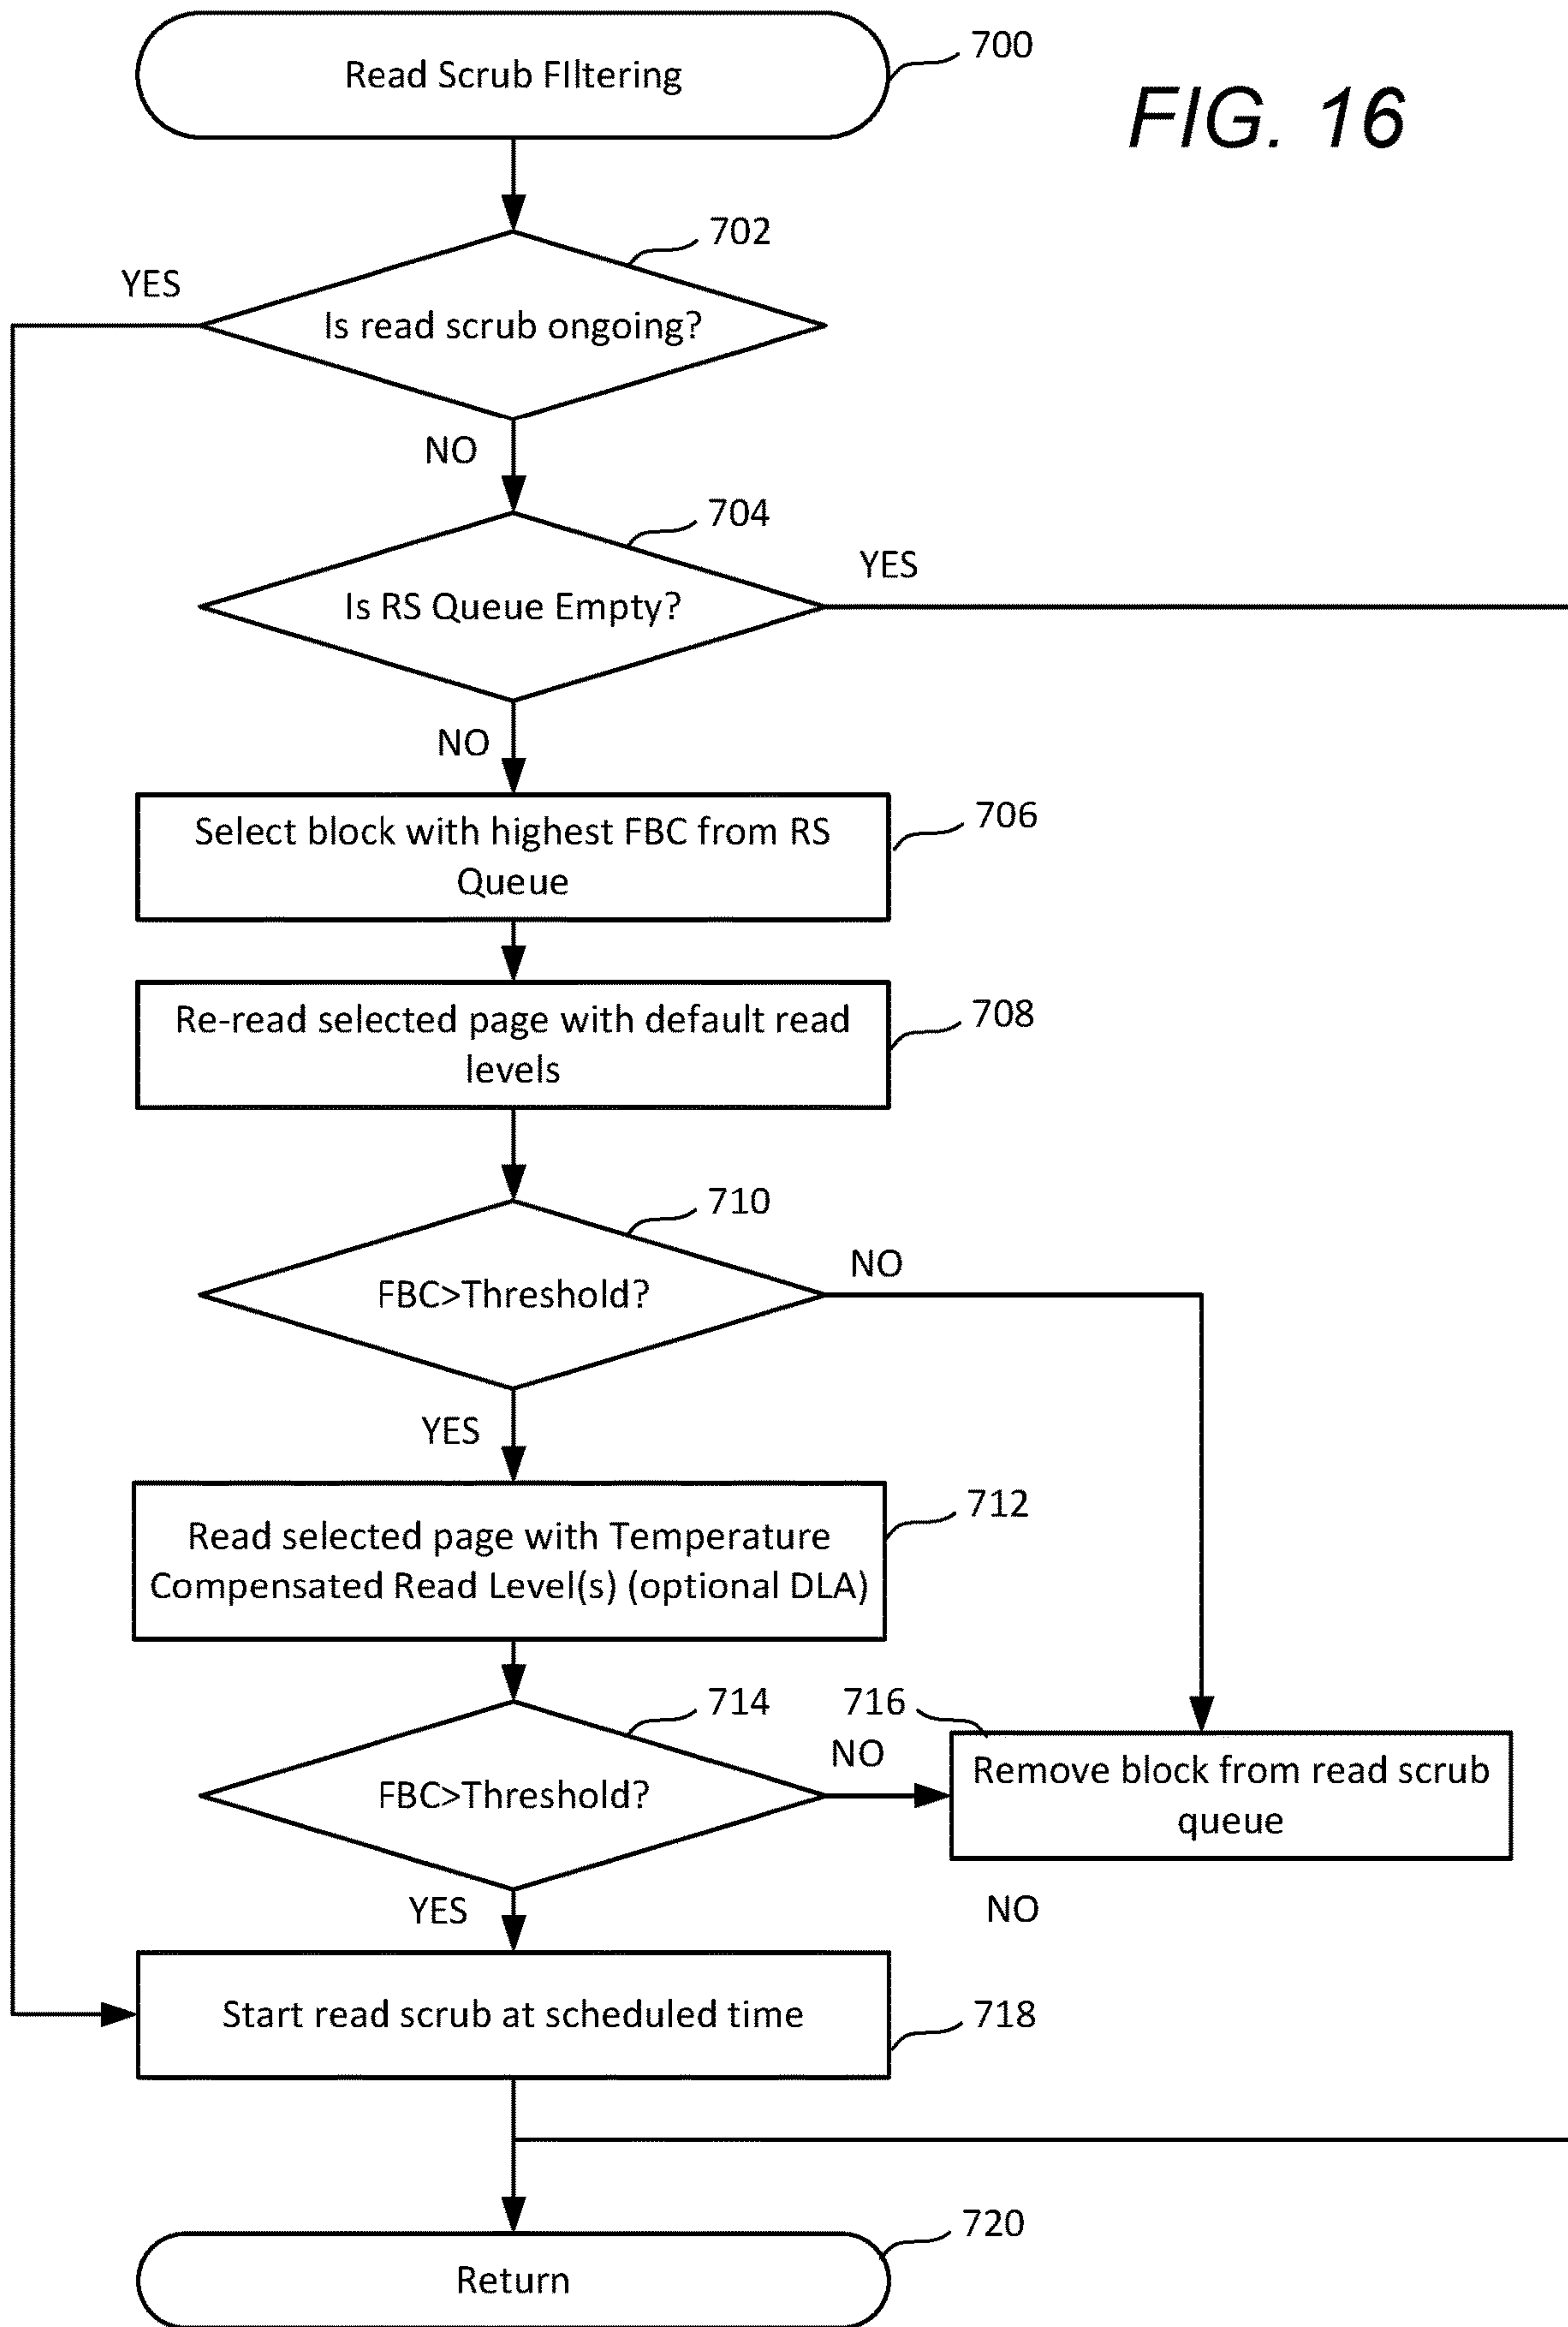 700
Read Scrub FIltering
FIG. 16
702
YES
Is read scrub ongoing?
NO
704
YES
Is RS Queue Empty?
NO
706
Select block with highest FBC from RS
Queue
708
Re-read selected page with default read
levels
710
NO
FBC>Threshold?
YES
712
Read selected page with Temperature
Compensated Read Level(s) (optional DLA)
714
716
NO
FBC>Threshold?
Remove block from read scrub
queue
YES
NO
Start read scrub at scheduled time
718
720
Return